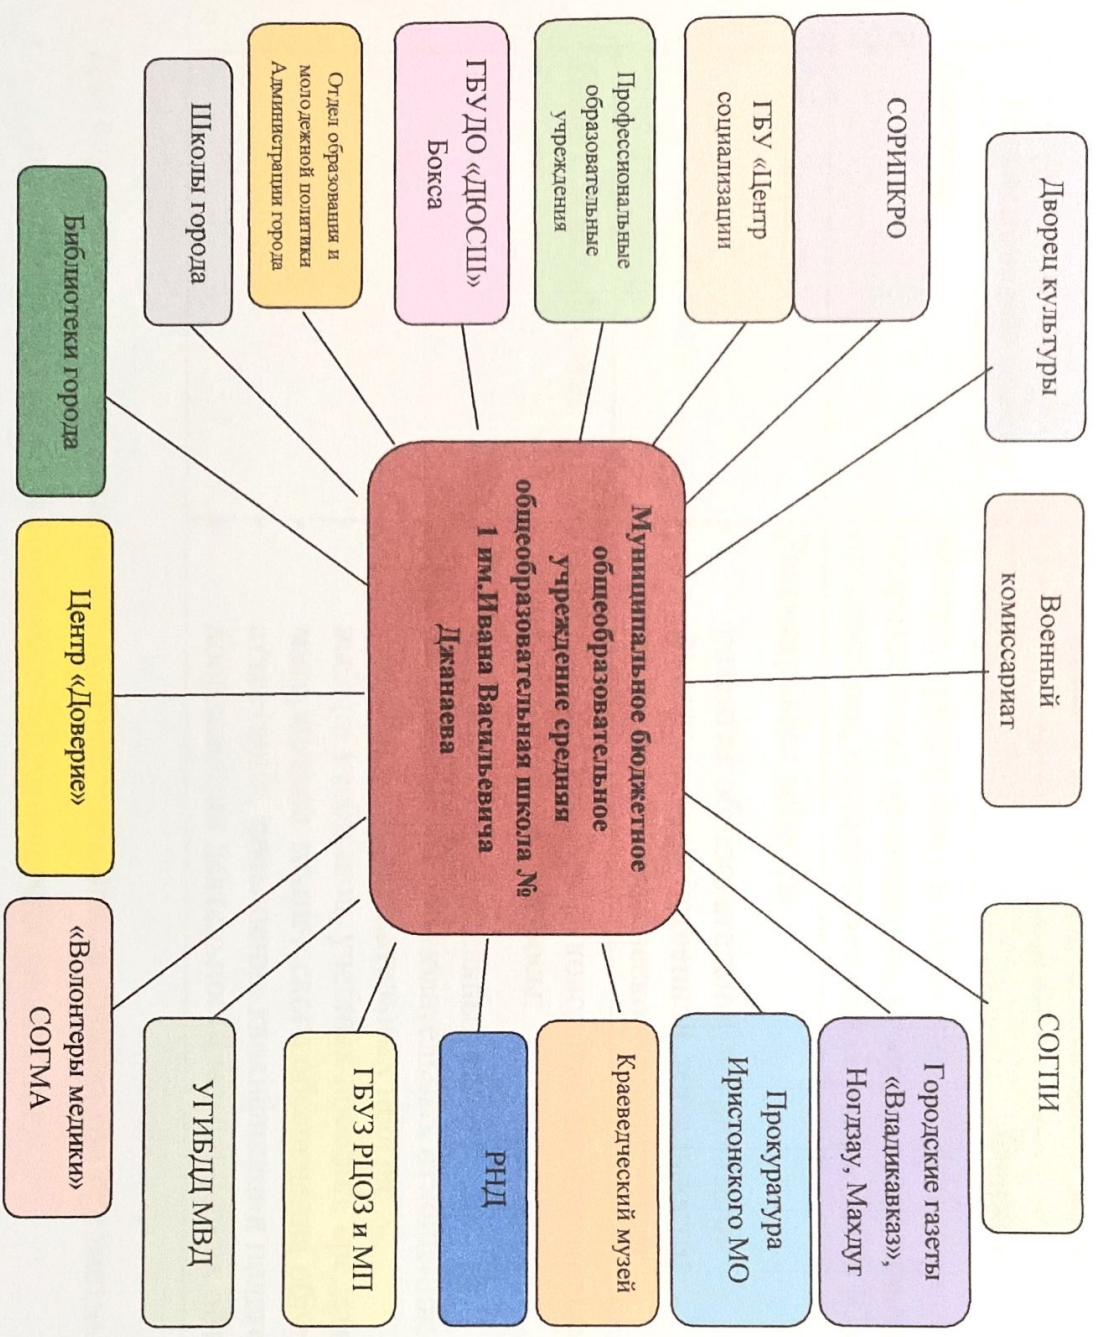 Дворец культуры
Военный
комиссариат
СОГПИ
СОРИПКРО
Городские газеты
«Владикавказ»,
Ногдзау, Махдуг
ГБУ «Центр
социализации
Прокуратура
Иристонского МО
Профессиональные
образовательные
учреждения
Краеведческий музей
ГБУДО «ДЮСШ»
Бокса
РНД
Отдел образования и
молодежной политики
Администрации города
ГБУЗ РЦОЗ и МП
Школы города
УГИБДД МВД
Библиотеки города
Центр «Доверие»
«Волонтеры медики»
СОГМА
Муниципальное бюджетное
общеобразовательное
учреждение средняя
общеобразовательная школа №
1 им.Ивана Васильевича
Джанаева